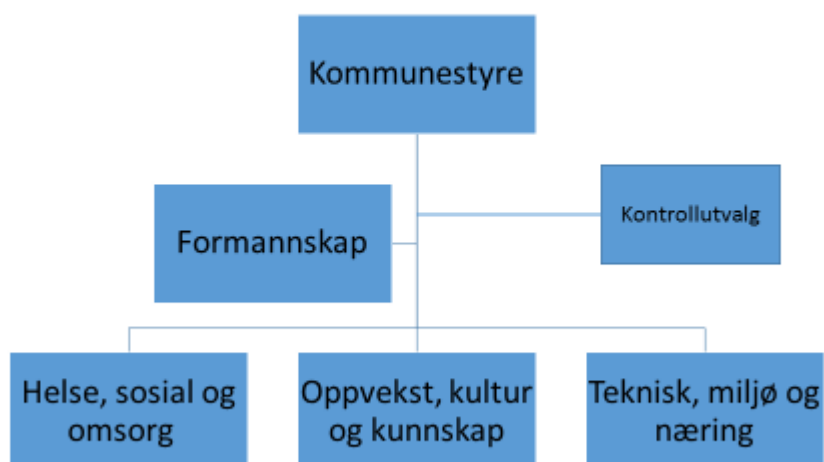 Kommunestyre
Kontrollutvalg
Formannskap
Helse, sosial og
omsorg
Oppvekst, kultur
og kunnskap
Teknisk, miljø og
næring